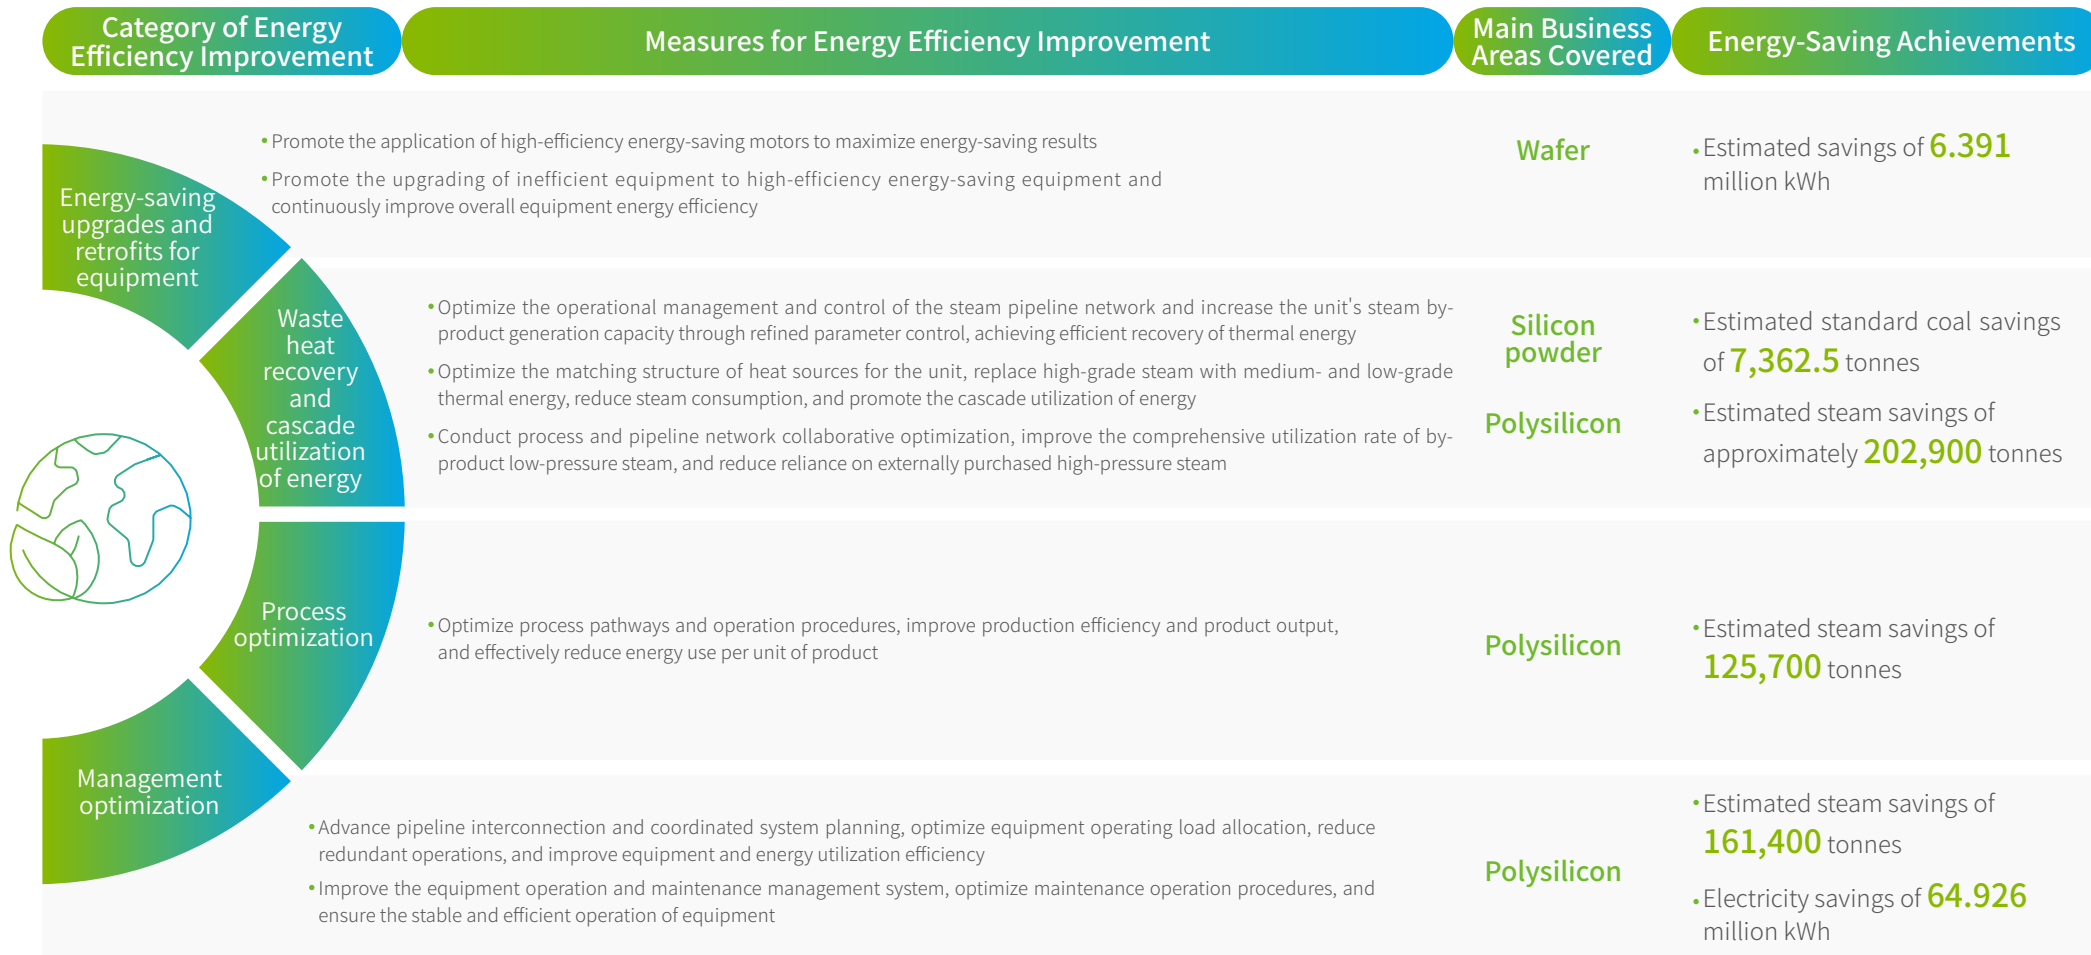 Category of Energy
Efficiency Improvement
Measures for Energy Efficiency Improvement
Main Business
Areas Covered
Energy-Saving Achievements
Energy-saving
upgrades and
retrofits for
equipment
• Promote the application of high-efficiency energy-saving motors to maximize energy-saving results
• Promote the upgrading of inefficient equipment to high-efficiency energy-saving equipment and
continuously improve overall equipment energy efficiency
Wafer
• Estimated savings of 6.391
million kWh
Waste
heat
recovery
and
cascade
utilization
of energy
• Optimize the operational management and control of the steam pipeline network and increase the unit's steam by-
product generation capacity through refined parameter control, achieving efficient recovery of thermal energy
• Optimize the matching structure of heat sources for the unit, replace high-grade steam with medium- and low-grade
thermal energy, reduce steam consumption, and promote the cascade utilization of energy
• Conduct process and pipeline network collaborative optimization, improve the comprehensive utilization rate of by-
product low-pressure steam, and reduce reliance on externally purchased high-pressure steam
Silicon
powder
Polysilicon
• Estimated standard coal savings
of 7,362.5 tonnes
• Estimated steam savings of
approximately 202,900 tonnes
Process
optimization
• Optimize process pathways and operation procedures, improve production efficiency and product output,
and effectively reduce energy use per unit of product
Polysilicon
• Estimated steam savings of
125,700 tonnes
Management
optimization
• Advance pipeline interconnection and coordinated system planning, optimize equipment operating load allocation, reduce
redundant operations, and improve equipment and energy utilization efficiency
• Improve the equipment operation and maintenance management system, optimize maintenance operation procedures, and
ensure the stable and efficient operation of equipment
Polysilicon
• Estimated steam savings of
161,400 tonnes
• Electricity savings of 64.926
million kWh